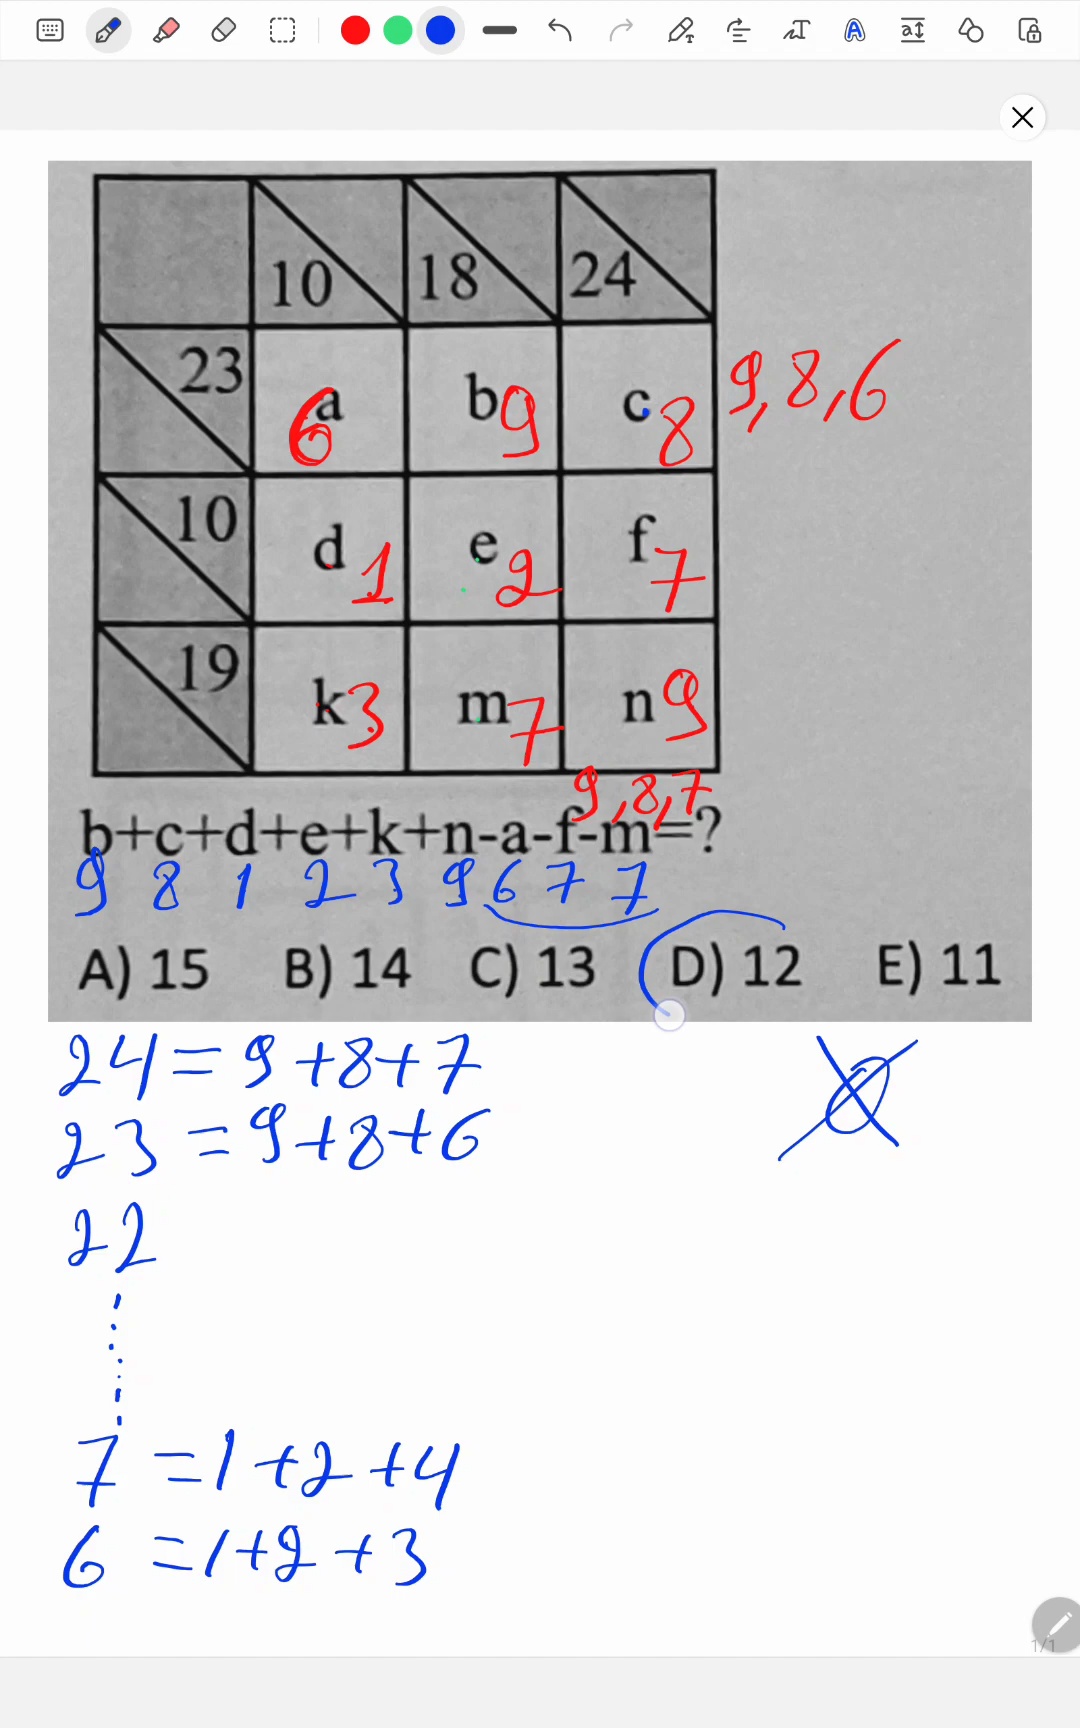 10 18 24
23 a 6 b 9 c 8 9,8,6
10 d 1 e 2 f 7
19 k 3 m 7 n 9
9,8,7
b+c+d+e+k+n-a-f-m=?
9 8 1 2 3 9 6 7 7
A) 15 B) 14 C) 13 D) 12 E) 11
24=9+8+7
23=9+8+6
22
7=1+2+4
6=1+2+3
1/1